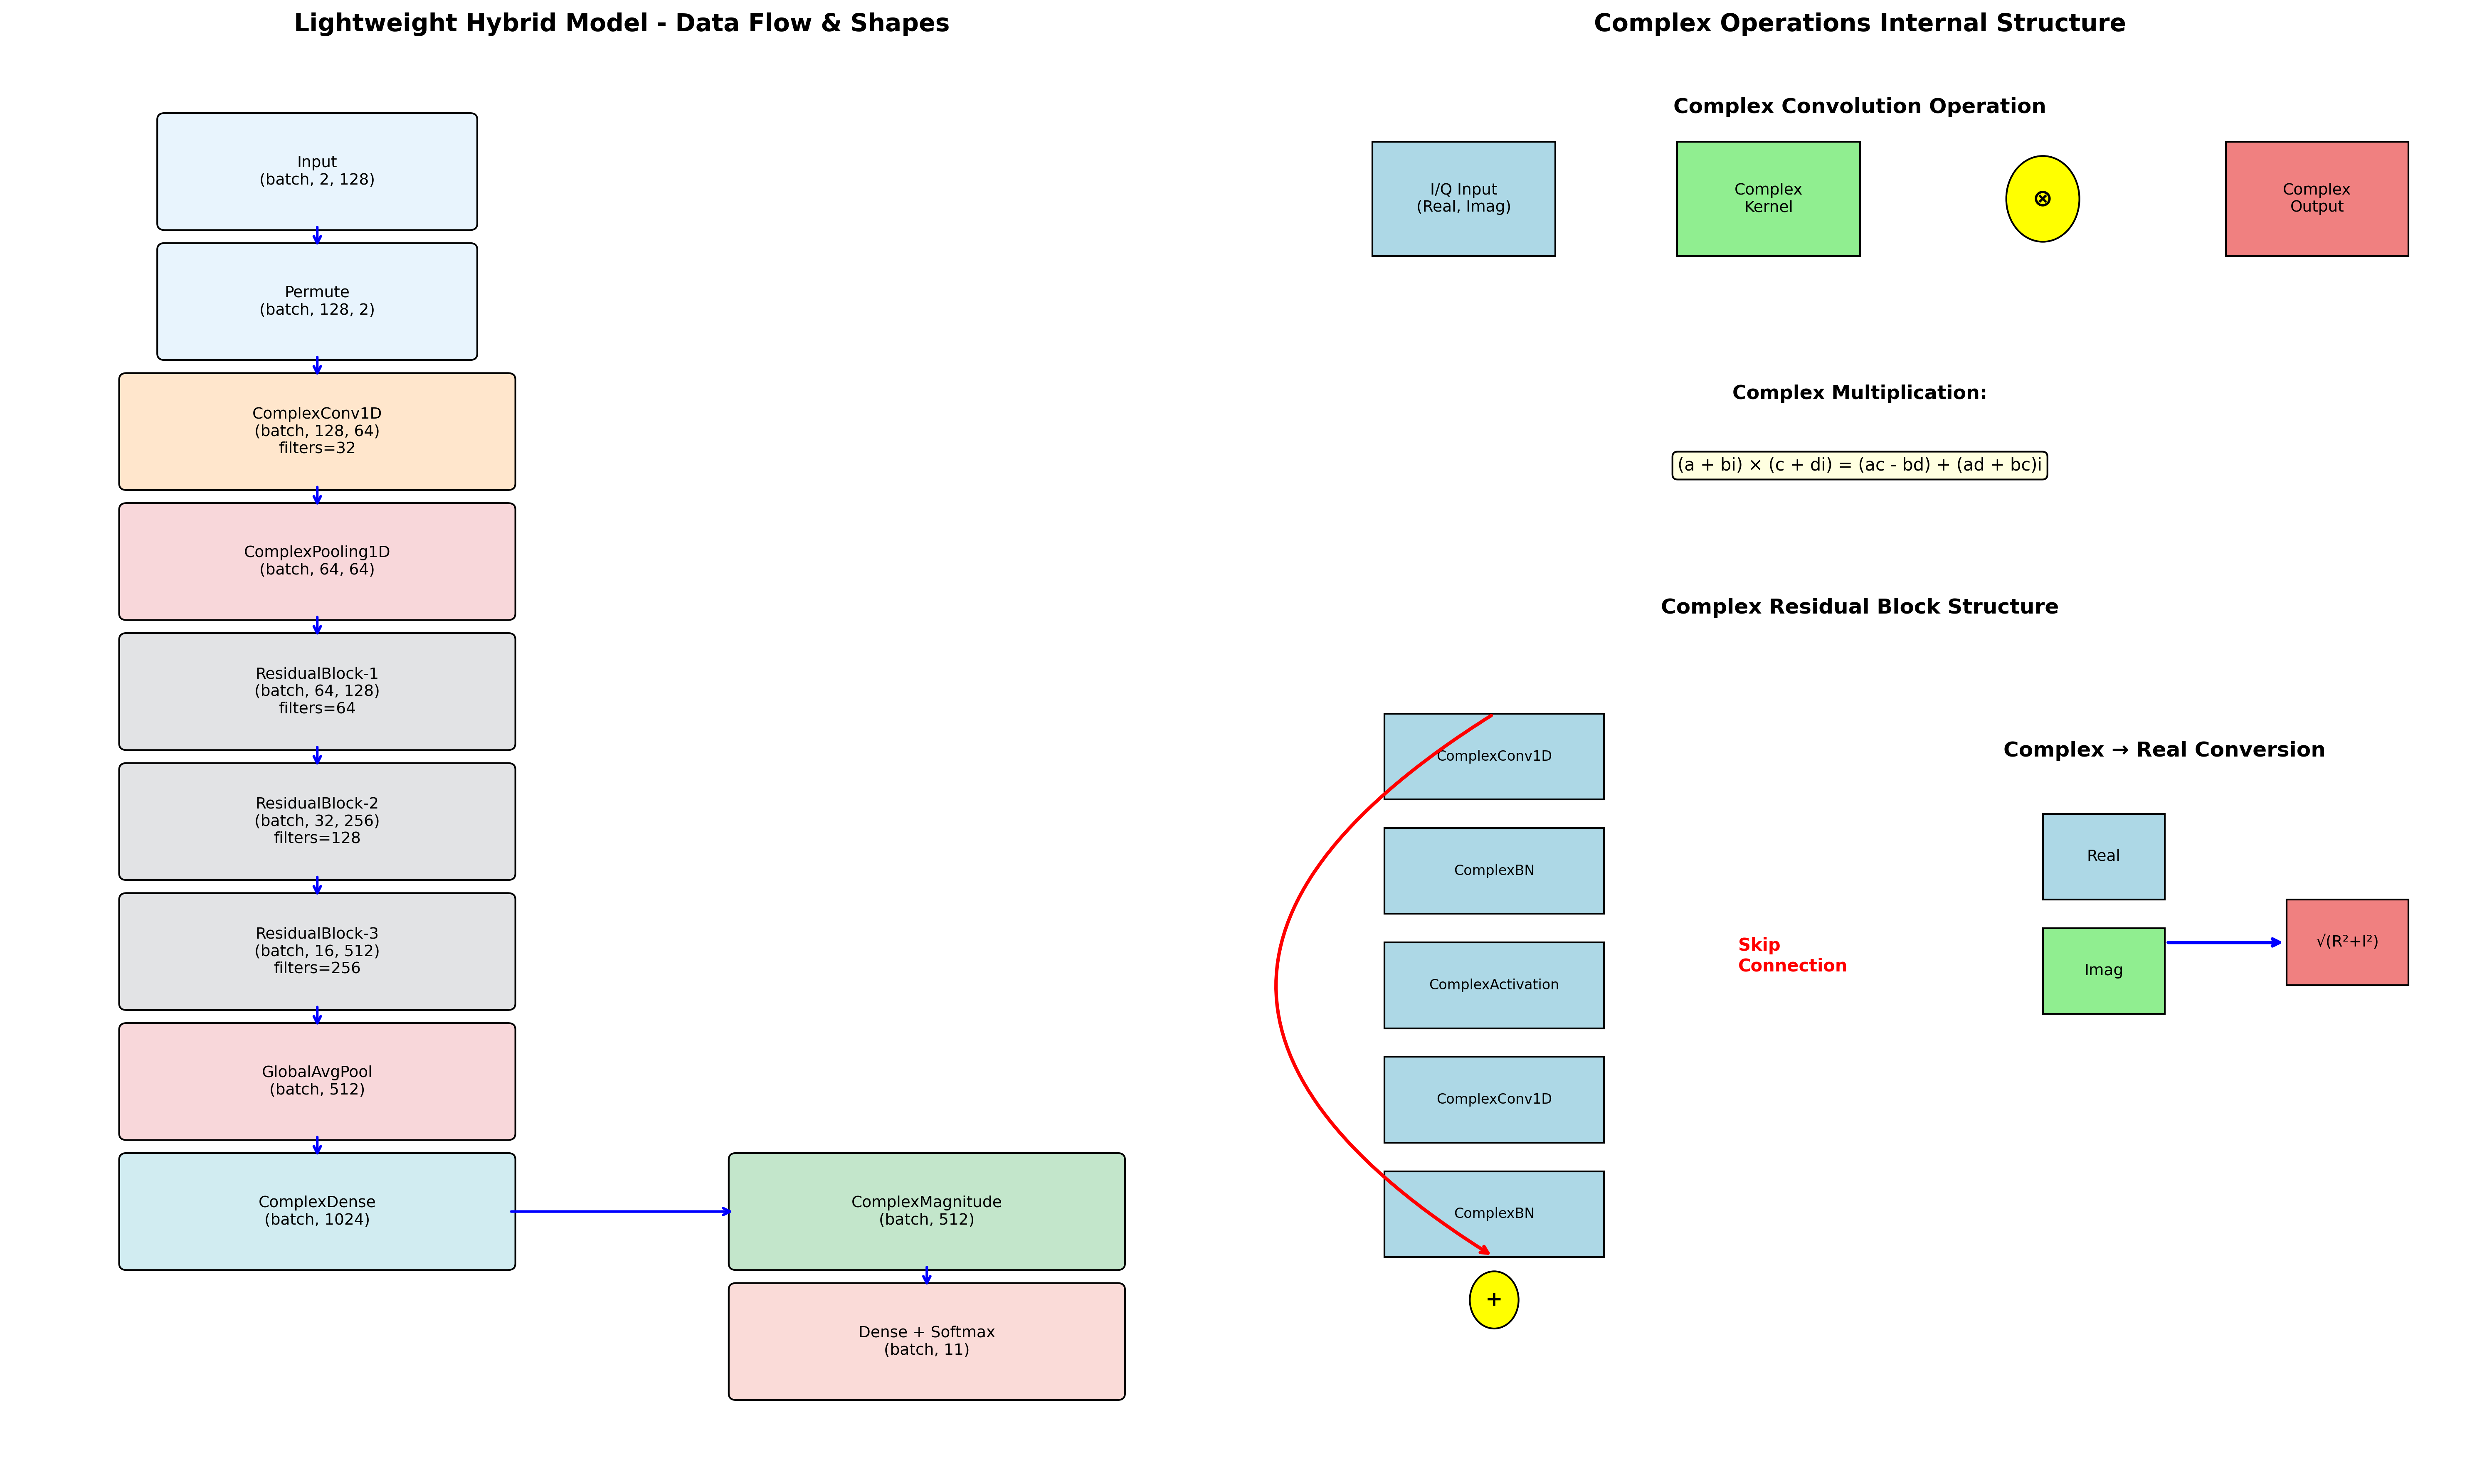 Lightweight Hybrid Model - Data Flow & Shapes
Input
(batch, 2, 128)
Permute
(batch, 128, 2)
ComplexConv1D
(batch, 128, 64)
filters=32
ComplexPooling1D
(batch, 64, 64)
ResidualBlock-1
(batch, 64, 128)
filters=64
ResidualBlock-2
(batch, 32, 256)
filters=128
ResidualBlock-3
(batch, 16, 512)
filters=256
GlobalAvgPool
(batch, 512)
ComplexDense
(batch, 1024)
ComplexMagnitude
(batch, 512)
Dense + Softmax
(batch, 11)
Complex Operations Internal Structure
Complex Convolution Operation
I/Q Input
(Real, Imag)
Complex
Kernel
⊗
Complex
Output
Complex Multiplication:
(a + bi) × (c + di) = (ac - bd) + (ad + bc)i
Complex Residual Block Structure
ComplexConv1D
ComplexBN
ComplexActivation
ComplexConv1D
ComplexBN
+
Skip
Connection
Complex → Real Conversion
Real
Imag
√(R²+I²)